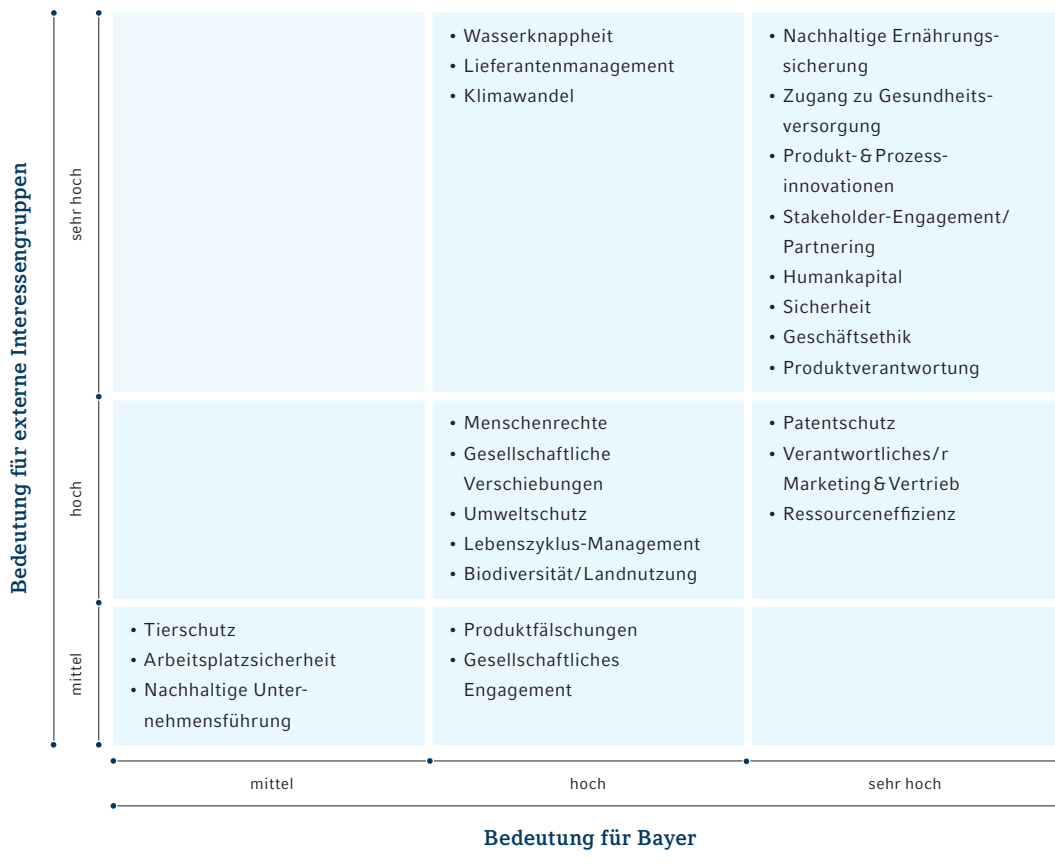 Bedeutung für externe Interessengruppen
sehr hoch
• Wasserknappheit
• Lieferantenmanagement
• Klimawandel
• Nachhaltige Ernährungs-
sicherung
• Zugang zu Gesundheits-
versorgung
• Produkt- & Prozess-
innovationen
• Stakeholder-Engagement/
Partnering
• Humankapital
• Sicherheit
• Geschäftsethik
• Produktverantwortung
hoch
• Menschenrechte
• Gesellschaftliche
Verschiebungen
• Umweltschutz
• Lebenszyklus-Management
• Biodiversität/Landnutzung
• Patentschutz
• Verantwortliches/r
Marketing & Vertrieb
• Ressourceneffizienz
mittel
• Tierschutz
• Arbeitsplatzsicherheit
• Nachhaltige Unter-
nehmensführung
• Produktfälschungen
• Gesellschaftliches
Engagement
mittel
hoch
sehr hoch
Bedeutung für Bayer